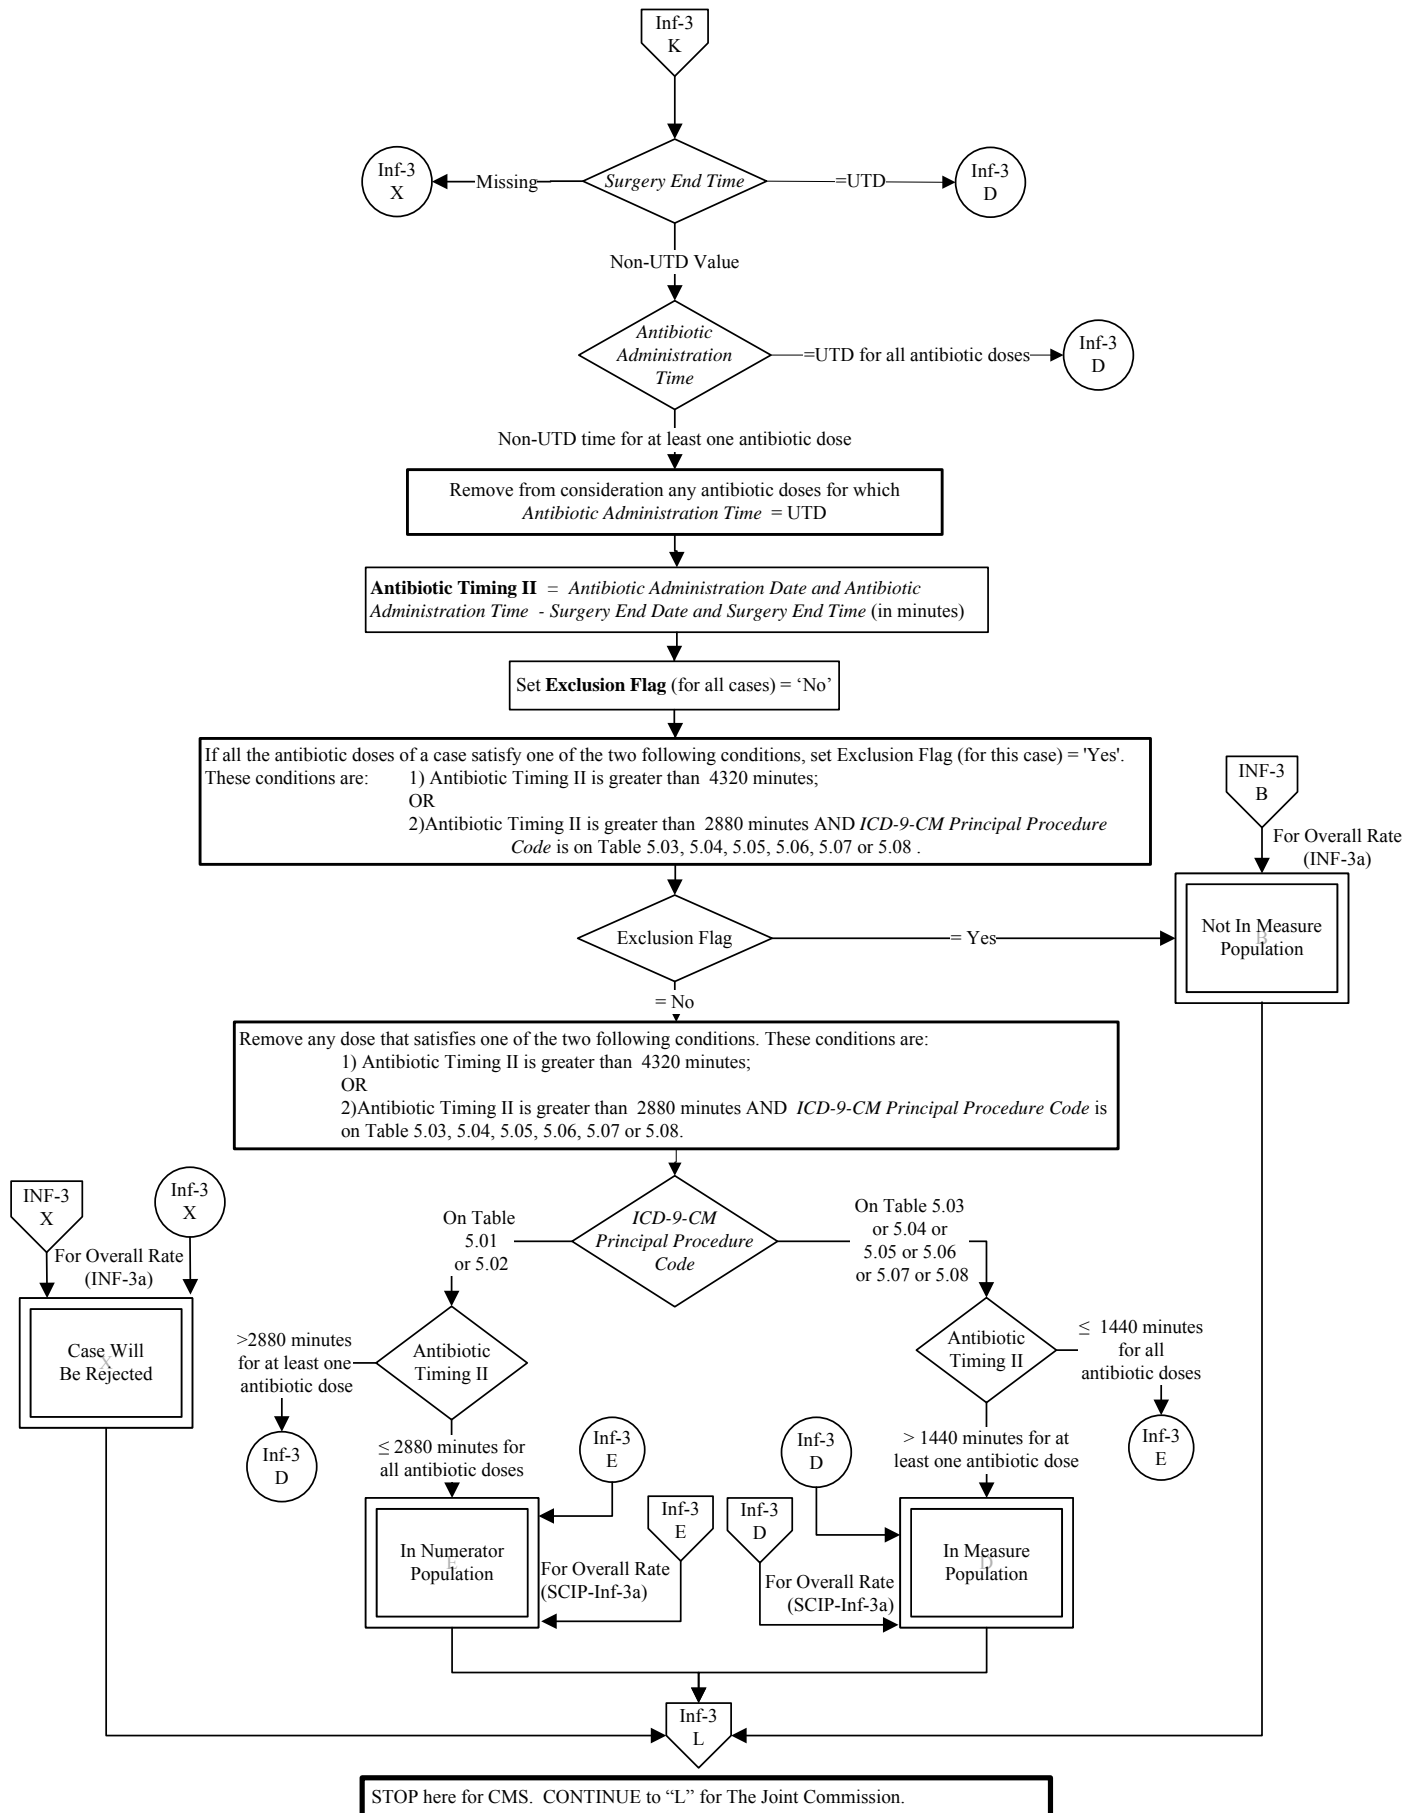 Inf-3
K
Inf-3
X
Missing
Surgery End Time
=UTD
Inf-3
D
Non-UTD Value
Antibiotic
Administration
Time
=UTD for all antibiotic doses
Inf-3
D
Non-UTD time for at least one antibiotic dose
Remove from consideration any antibiotic doses for which
Antibiotic Administration Time = UTD
Antibiotic Timing II = Antibiotic Administration Date and Antibiotic
Administration Time - Surgery End Date and Surgery End Time (in minutes)
Set Exclusion Flag (for all cases) = ‘No’
If all the antibiotic doses of a case satisfy one of the two following conditions, set Exclusion Flag (for this case) = 'Yes'.
These conditions are: 1) Antibiotic Timing II is greater than 4320 minutes;
OR
2)Antibiotic Timing II is greater than 2880 minutes AND ICD-9-CM Principal Procedure
Code is on Table 5.03, 5.04, 5.05, 5.06, 5.07 or 5.08 .
INF-3
B
For Overall Rate
(INF-3a)
Exclusion Flag
= Yes
Not In Measure
B
Population
= No
Remove any dose that satisfies one of the two following conditions. These conditions are:
1) Antibiotic Timing II is greater than 4320 minutes;
OR
2)Antibiotic Timing II is greater than 2880 minutes AND ICD-9-CM Principal Procedure Code is
on Table 5.03, 5.04, 5.05, 5.06, 5.07 or 5.08.
INF-3
X
Inf-3
X
For Overall Rate
(INF-3a)
On Table
5.01
or 5.02
ICD-9-CM
Principal Procedure
Code
On Table 5.03
or 5.04 or
5.05 or 5.06
or 5.07 or 5.08
Case Will
X
Be Rejected
>2880 minutes
for at least one
antibiotic dose
Antibiotic
Timing II
Antibiotic
Timing II
≤ 1440 minutes
for all
antibiotic doses
Inf-3
D
≤ 2880 minutes for
all antibiotic doses
Inf-3
E
Inf-3
D
> 1440 minutes for at
least one antibiotic dose
Inf-3
E
In Numerator
E
Population
Inf-3
E
For Overall Rate
(SCIP-Inf-3a)
Inf-3
D
For Overall Rate
(SCIP-Inf-3a)
In Measure
D
Population
Inf-3
L
STOP here for CMS. CONTINUE to “L” for The Joint Commission.